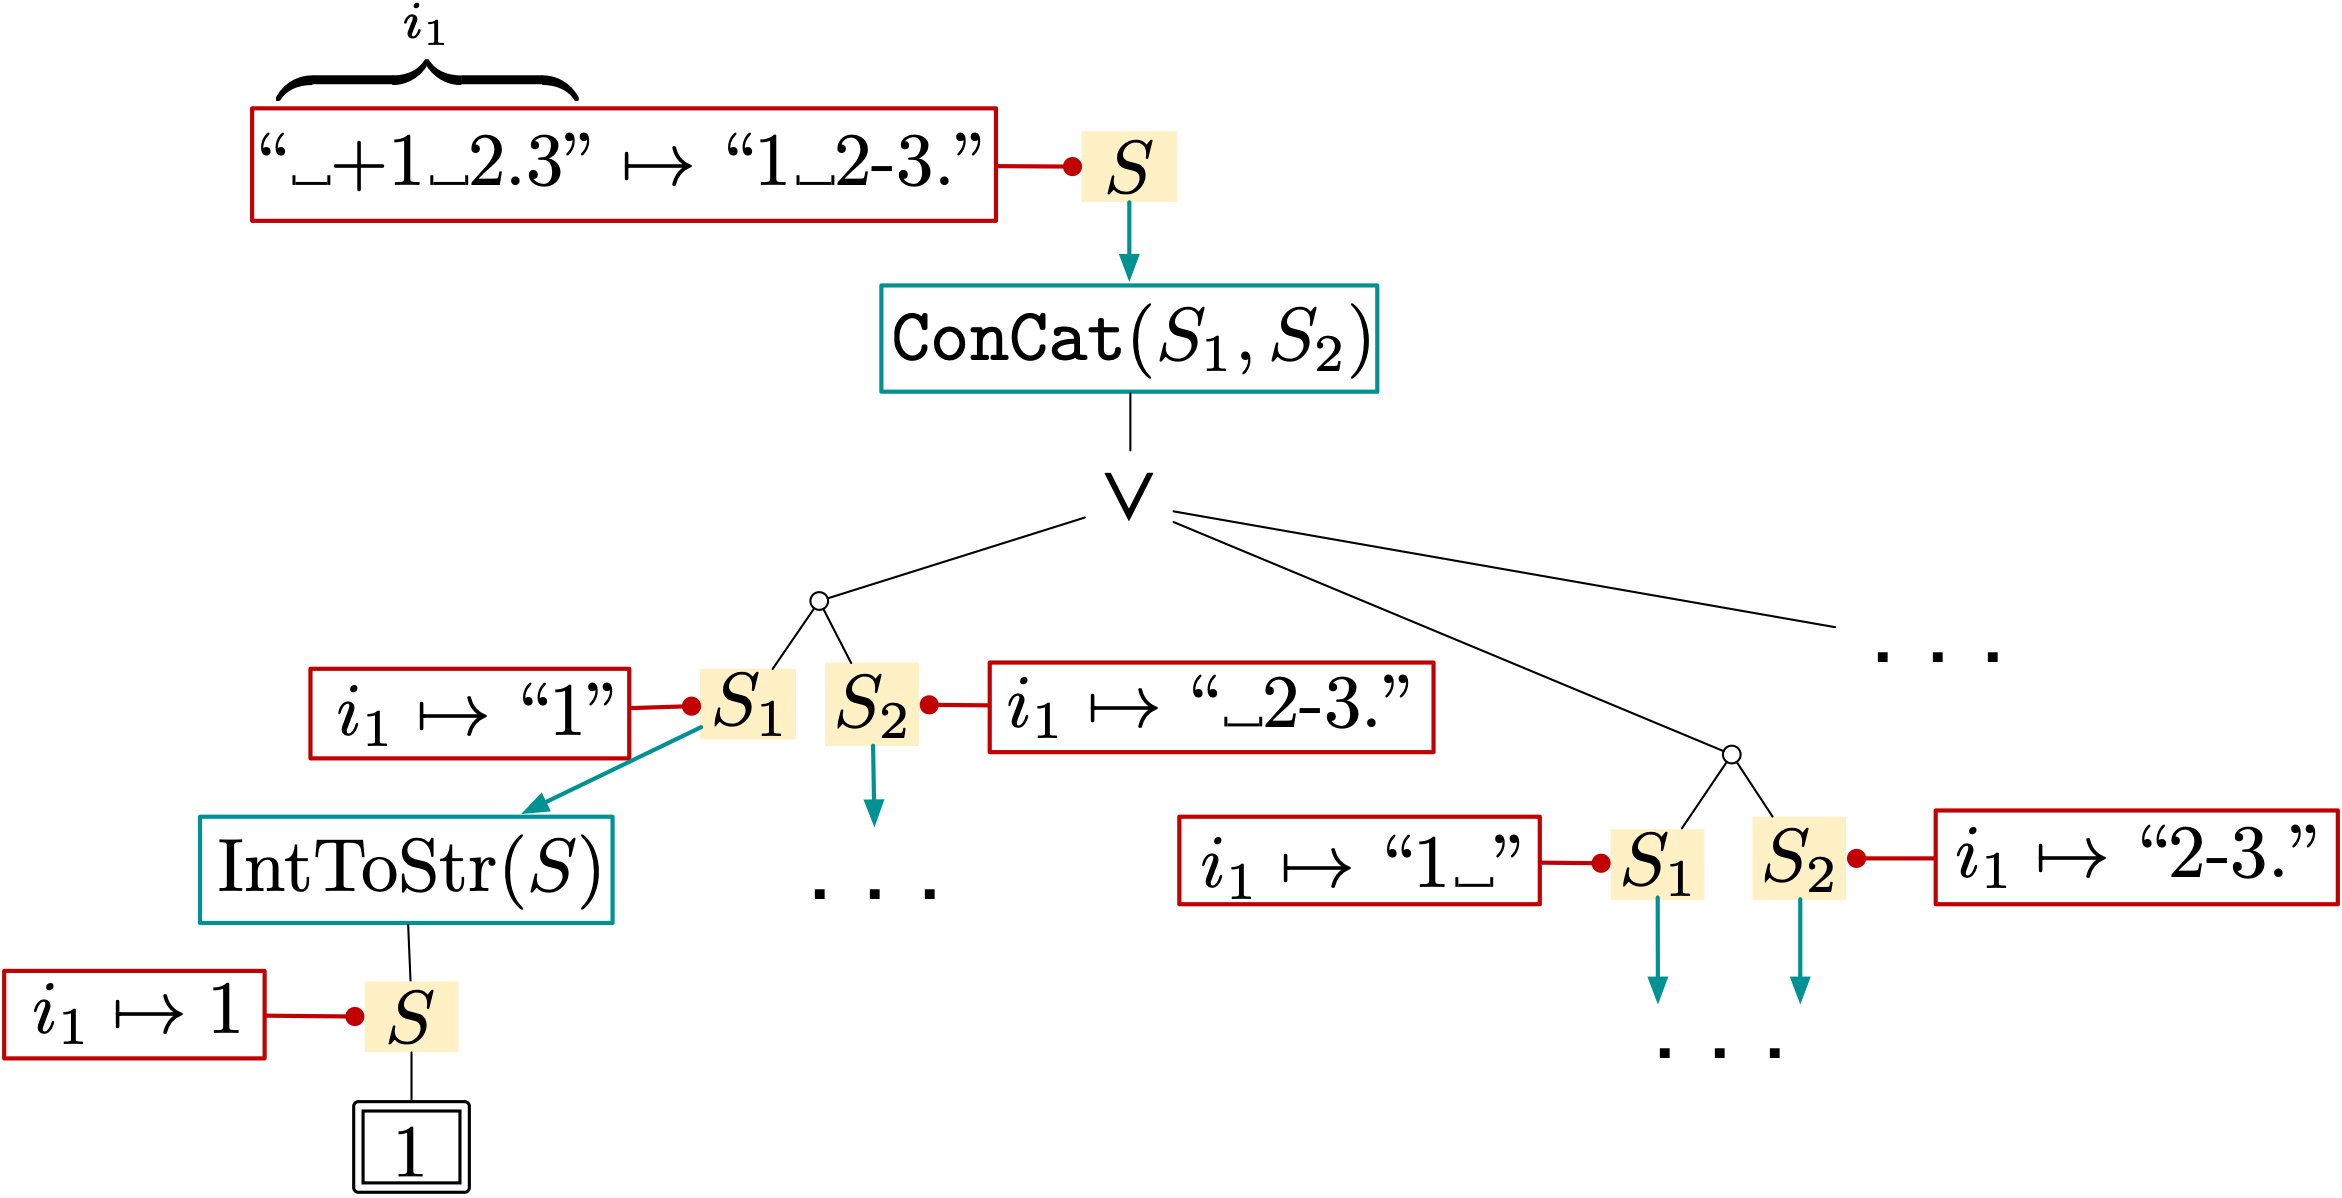 i₁
“␣+1␣2.3” ↦ “1␣2-3.”
S
ConCat(S₁, S₂)
∨
. . .
i₁ ↦ “1”
S₁
S₂
i₁ ↦ “␣2-3.”
IntToStr(S)
. . .
i₁ ↦ “1␣”
S₁
S₂
i₁ ↦ “2-3.”
i₁ ↦ 1
S
. . .
1